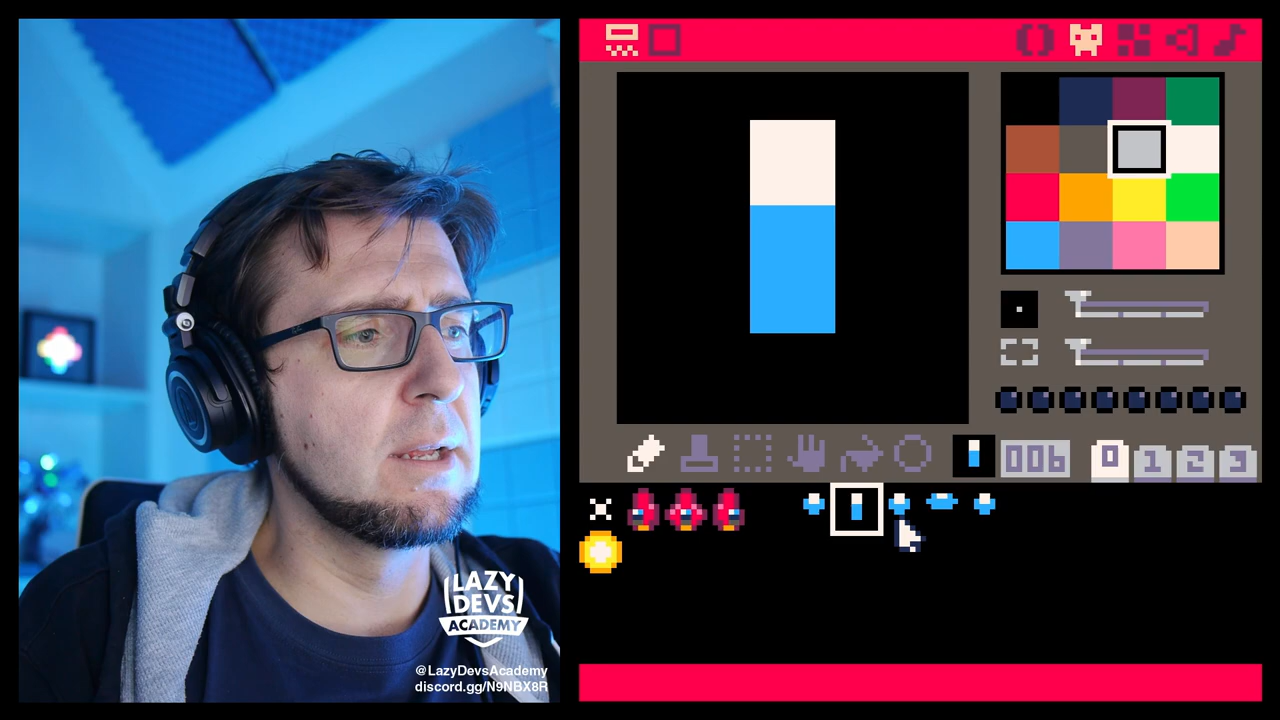 LAZY
DEVS
ACADEMY
@LazyDevsAcademy
discord.gg/N9NBX8R
006
0 1 2 3